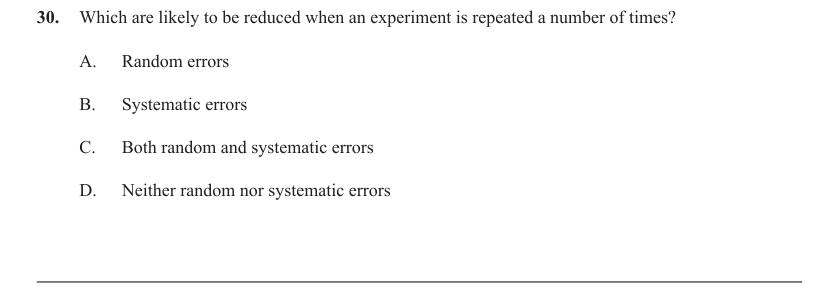 30. Which are likely to be reduced when an experiment is repeated a number of times?
A. Random errors
B. Systematic errors
C. Both random and systematic errors
D. Neither random nor systematic errors